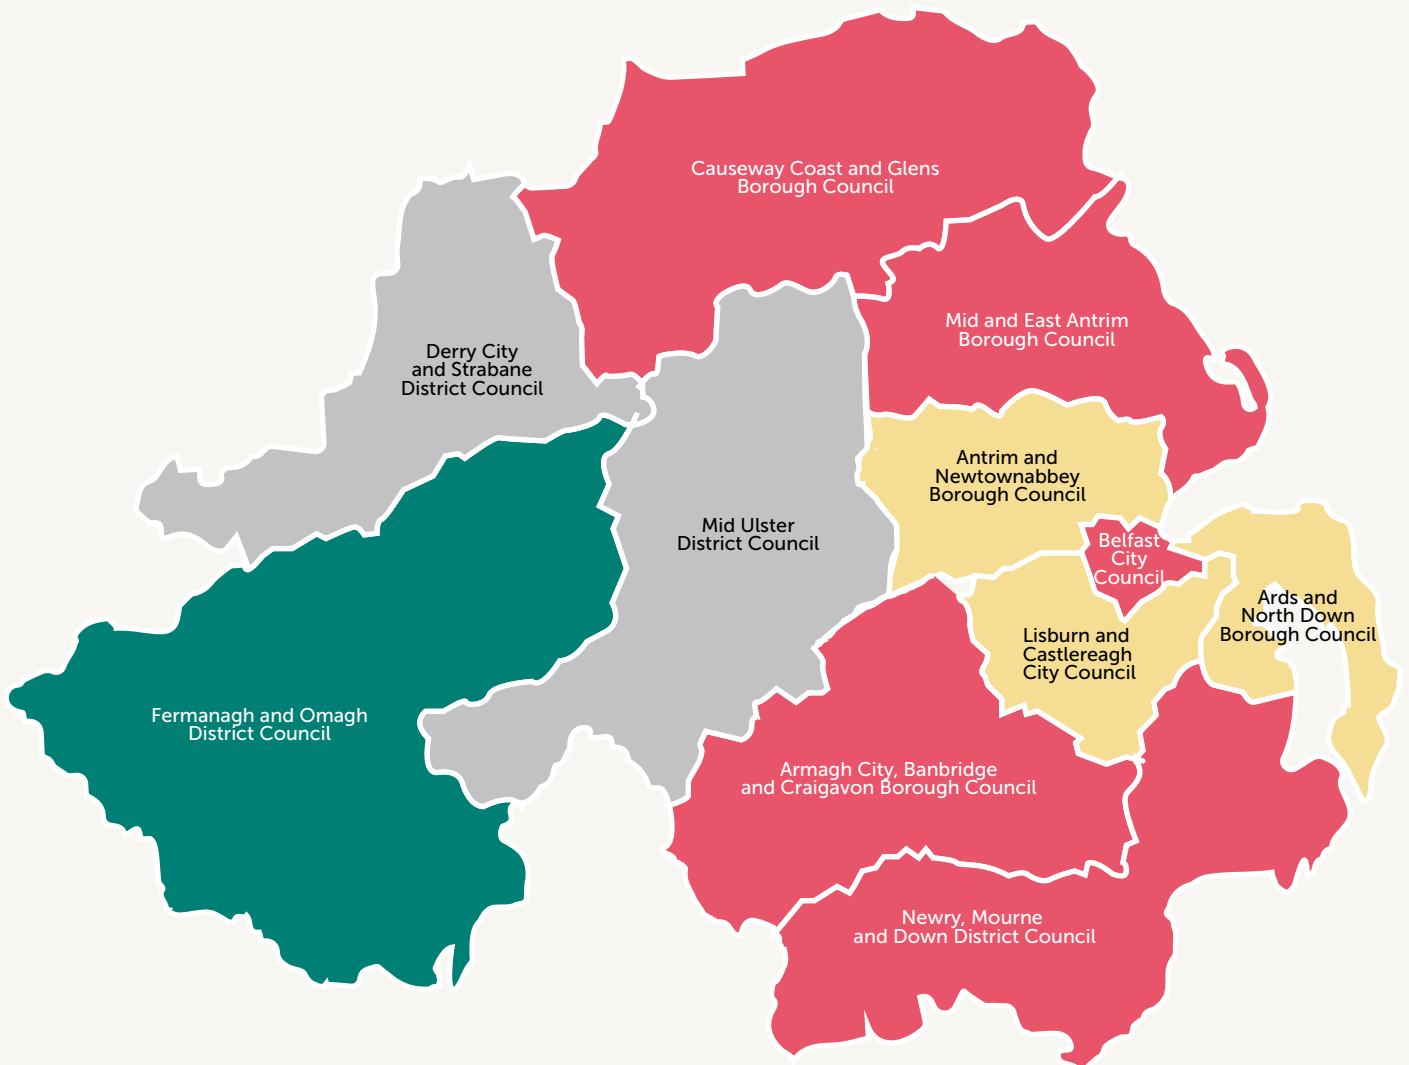 Causeway Coast and Glens
Borough Council
Mid and East Antrim
Borough Council
Derry City
and Strabane
District Council
Antrim and
Newtownabbey
Borough Council
Mid Ulster
District Council
Belfast
City
Council
Ards and
North Down
Borough Council
Lisburn and
Castlereagh
City Council
Fermanagh and Omagh
District Council
Armagh City, Banbridge
and Craigavon Borough Council
Newry, Mourne
and Down District Council